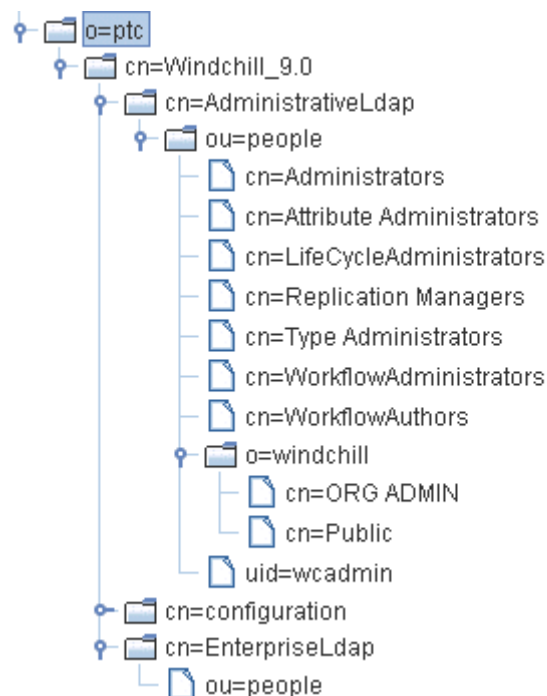 o=ptc
cn=Windchill_9.0
cn=AdministrativeLdap
ou=people
cn=Administrators
cn=Attribute Administrators
cn=LifeCycleAdministrators
cn=Replication Managers
cn=Type Administrators
cn=WorkflowAdministrators
cn=WorkflowAuthors
o=windchill
cn=ORG ADMIN
cn=Public
uid=wcadmin
cn=configuration
cn=EnterpriseLdap
ou=people